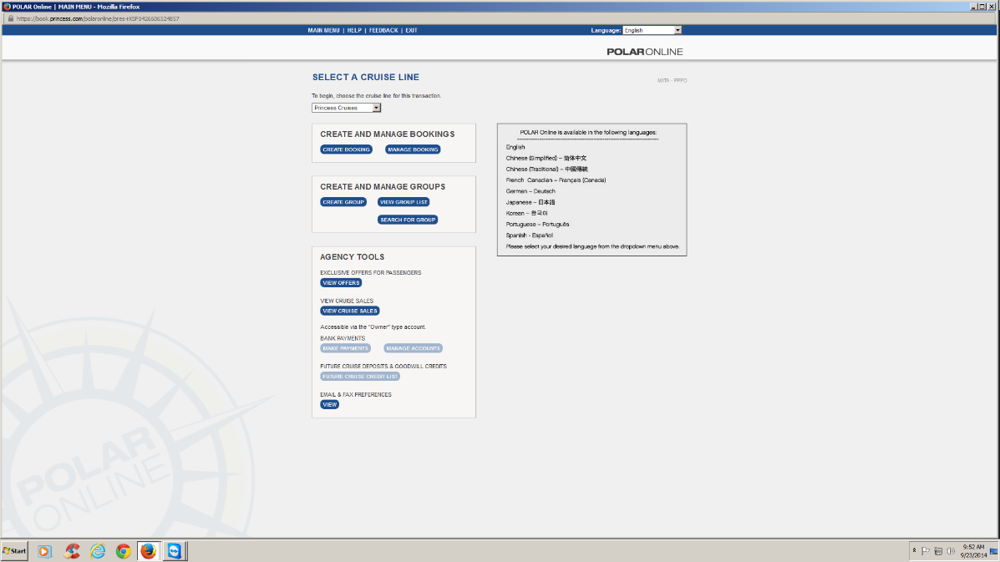 POLAR Online | MAIN MENU - Mozilla Firefox
https://book.princess.com/polaronline/pres+XSP0426606524857
MAIN MENU | HELP | FEEDBACK | EXIT
Language: English
POLARONLINE
SELECT A CRUISE LINE
To begin, choose the cruise line for this transaction.
Princess Cruises
CREATE AND MANAGE BOOKINGS
CREATE BOOKING MANAGE BOOKING
CREATE AND MANAGE GROUPS
CREATE GROUP VIEW GROUP LIST
SEARCH FOR GROUP
AGENCY TOOLS
EXCLUSIVE OFFERS FOR PASSENGERS
VIEW OFFERS
VIEW CRUISE SALES
VIEW CRUISE SALES
Accessible via the "Owner" type account.
BANK PAYMENTS
MAKE PAYMENTS MANAGE ACCOUNTS
FUTURE CRUISE DEPOSITS & GOODWILL CREDITS
FUTURE CRUISE CREDIT LIST
EMAIL & FAX PREFERENCES
VIEW
POLAR Online is available in the following languages:
English
Chinese (Simplified) – 简体中文
Chinese (Traditional) – 中國傳統
French Canadian – Français (Canada)
German – Deutsch
Japanese – 日本語
Korean – 한국어
Portuguese – Português
Spanish - Español
Please select your desired language from the dropdown menu above.
POLAR
ONLINE
Start
9:52 AM
9/23/2014